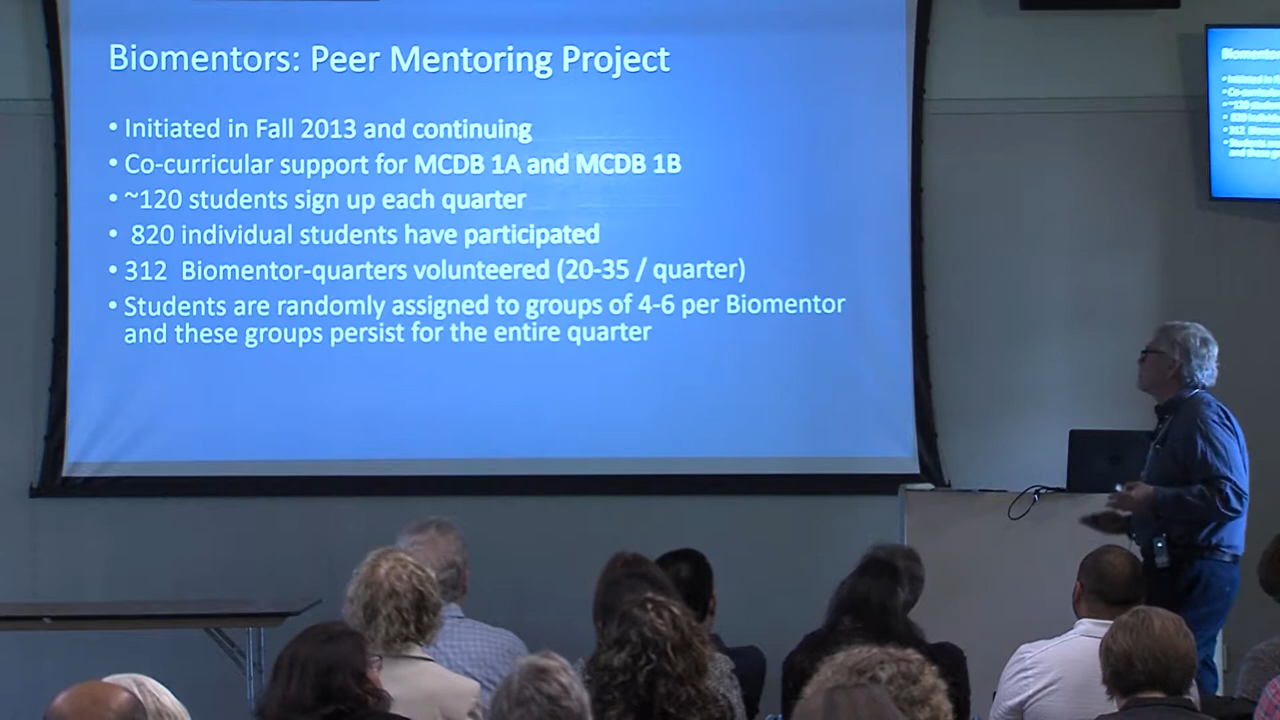 Biomentors: Peer Mentoring Project
• Initiated in Fall 2013 and continuing
• Co-curricular support for MCDB 1A and MCDB 1B
• ~120 students sign up each quarter
• 820 individual students have participated
• 312 Biomentor-quarters volunteered (20-35 / quarter)
• Students are randomly assigned to groups of 4-6 per Biomentor
and these groups persist for the entire quarter